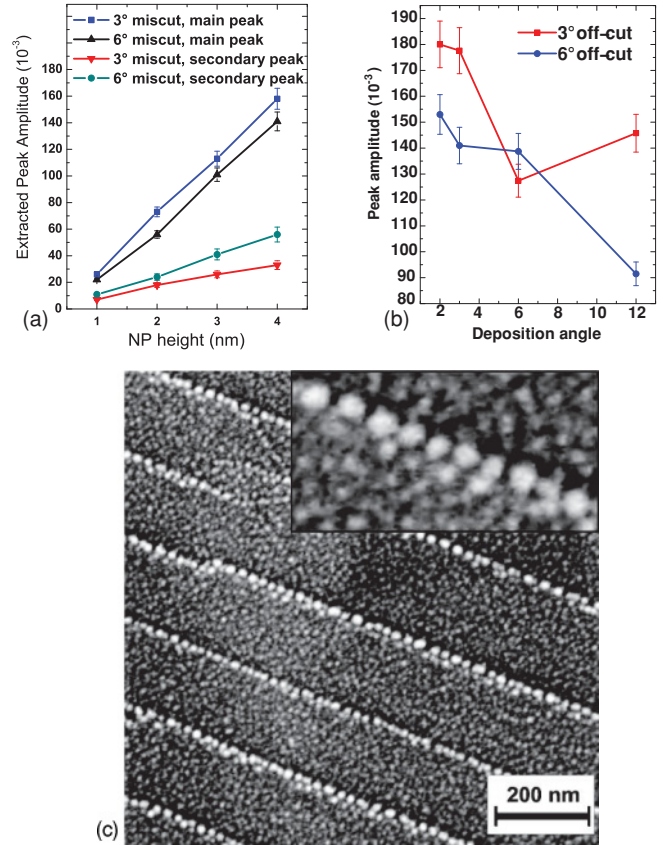 3° miscut, main peak
6° miscut, main peak
3° miscut, secondary peak
6° miscut, secondary peak
Extracted Peak Amplitude (10⁻³)
180
160
140
120
100
80
60
40
20
0
1 2 3 4
NP height (nm)
(a)
3° off-cut
6° off-cut
Peak amplitude (10⁻³)
200
190
180
170
160
150
140
130
120
110
100
90
80
2 4 6 8 10 12
Deposition angle
(b)
200 nm
(c)